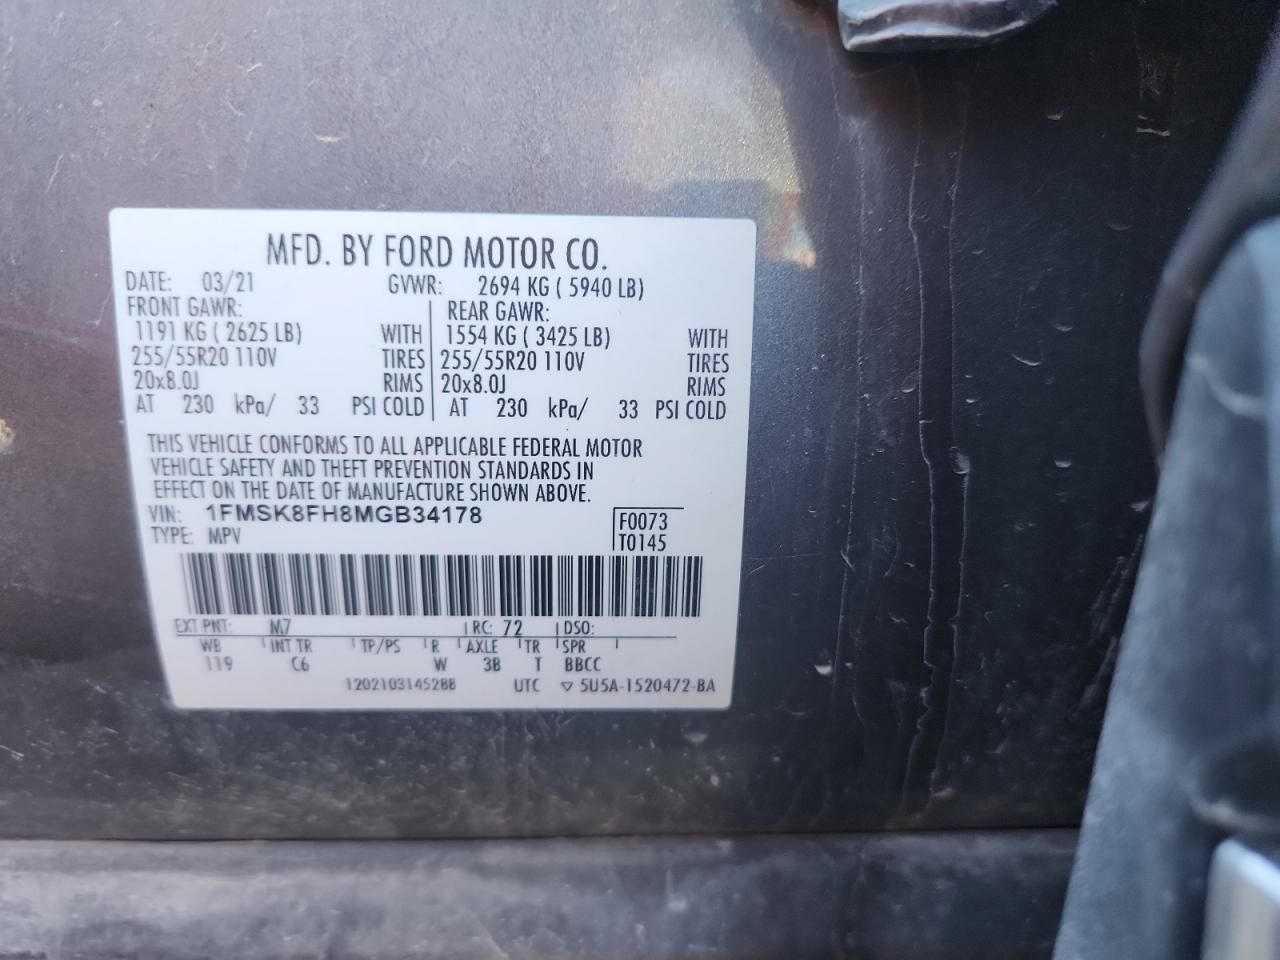 MFD. BY FORD MOTOR CO.
DATE: 03/21 GVWR: 2694 KG ( 5940 LB)
FRONT GAWR: REAR GAWR:
1191 KG ( 2625 LB) WITH 1554 KG ( 3425 LB) WITH
255/55R20 110V TIRES 255/55R20 110V TIRES
20x8.0J RIMS 20x8.0J RIMS
AT 230 kPa/ 33 PSI COLD AT 230 kPa/ 33 PSI COLD
THIS VEHICLE CONFORMS TO ALL APPLICABLE FEDERAL MOTOR
VEHICLE SAFETY AND THEFT PREVENTION STANDARDS IN
EFFECT ON THE DATE OF MANUFACTURE SHOWN ABOVE.
VIN: 1FMSK8FH8MGB34178 F0073
TYPE: MPV T0145
EXT PNT: M7 RC: 72 DSO:
WB INT TR TP/PS R AXLE TR SPR
119 C6 W 3B T BBCC
120210314528B UTC ▽ 5U5A-1520472-BA